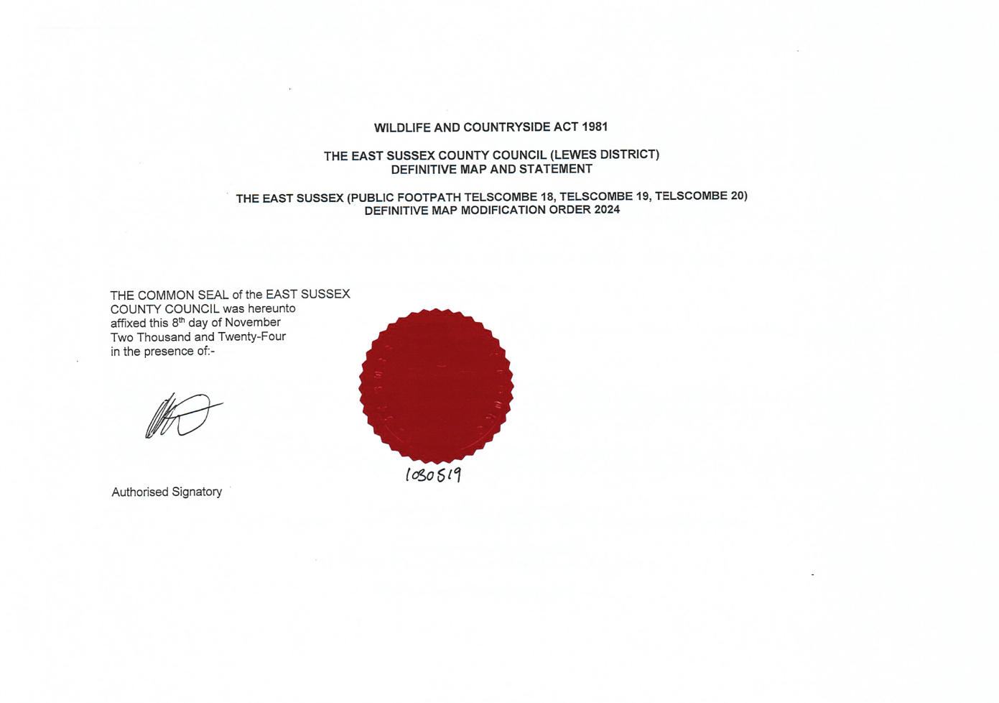 WILDLIFE AND COUNTRYSIDE ACT 1981
THE EAST SUSSEX COUNTY COUNCIL (LEWES DISTRICT)
DEFINITIVE MAP AND STATEMENT
THE EAST SUSSEX (PUBLIC FOOTPATH TELSCOMBE 18, TELSCOMBE 19, TELSCOMBE 20)
DEFINITIVE MAP MODIFICATION ORDER 2024
THE COMMON SEAL of the EAST SUSSEX
COUNTY COUNCIL was hereunto
affixed this 8th day of November
Two Thousand and Twenty-Four
in the presence of:-
1030519
Authorised Signatory